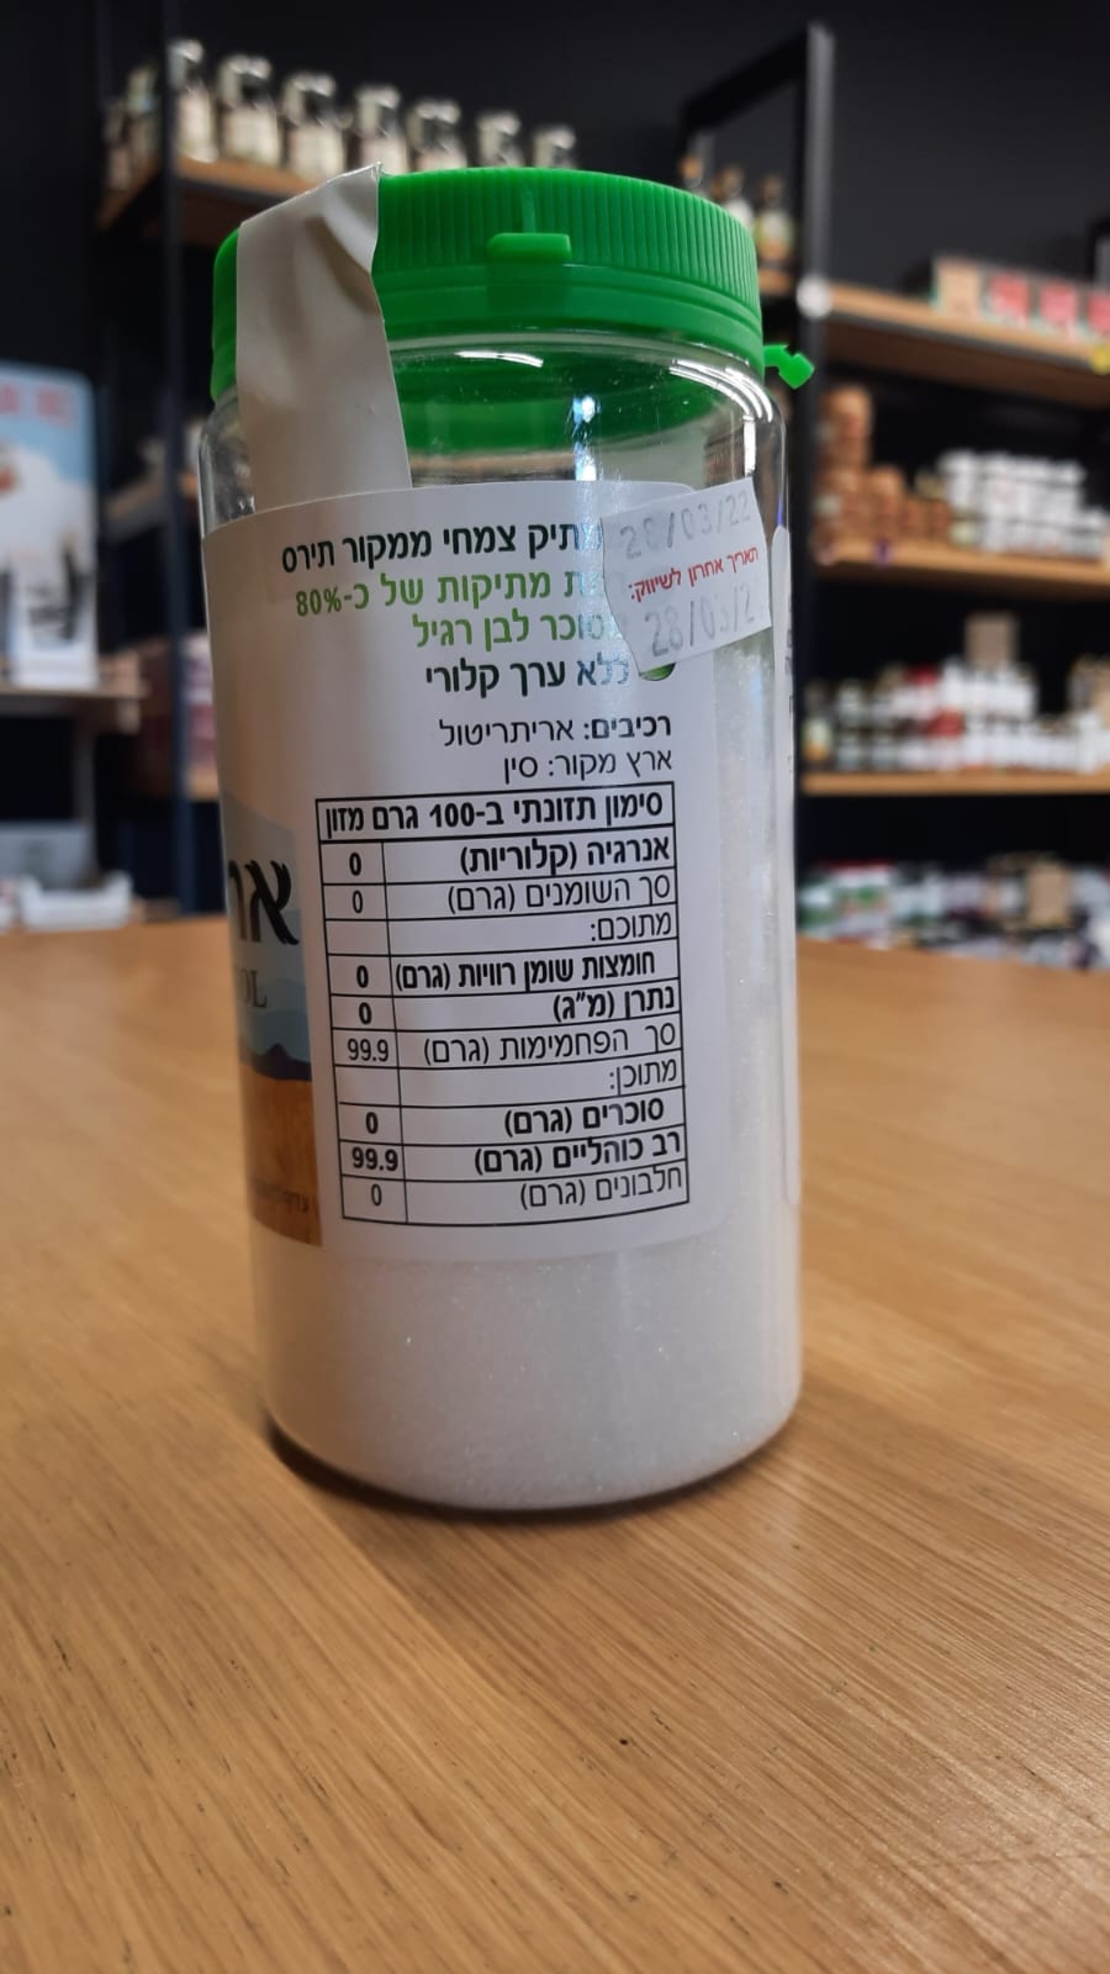 צמחי ממקור תירס
מתיקות של כ-80%
לבן רגיל
ללא ערך קלורי
תאריך אחרון לשיווק:
רכיבים: אריתריטול
ארץ מקור: סין
סימון תזונתי ב-100 גרם מזון
אנרגיה (קלוריות) 0
סך השומנים (גרם) 0
מתוכם:
חומצות שומן רוויות (גרם) 0
נתרן (מ"ג) 0
סך הפחמימות (גרם) 99.9
מתוכן:
סוכרים (גרם) 0
רב כוהליים (גרם) 99.9
חלבונים (גרם) 0